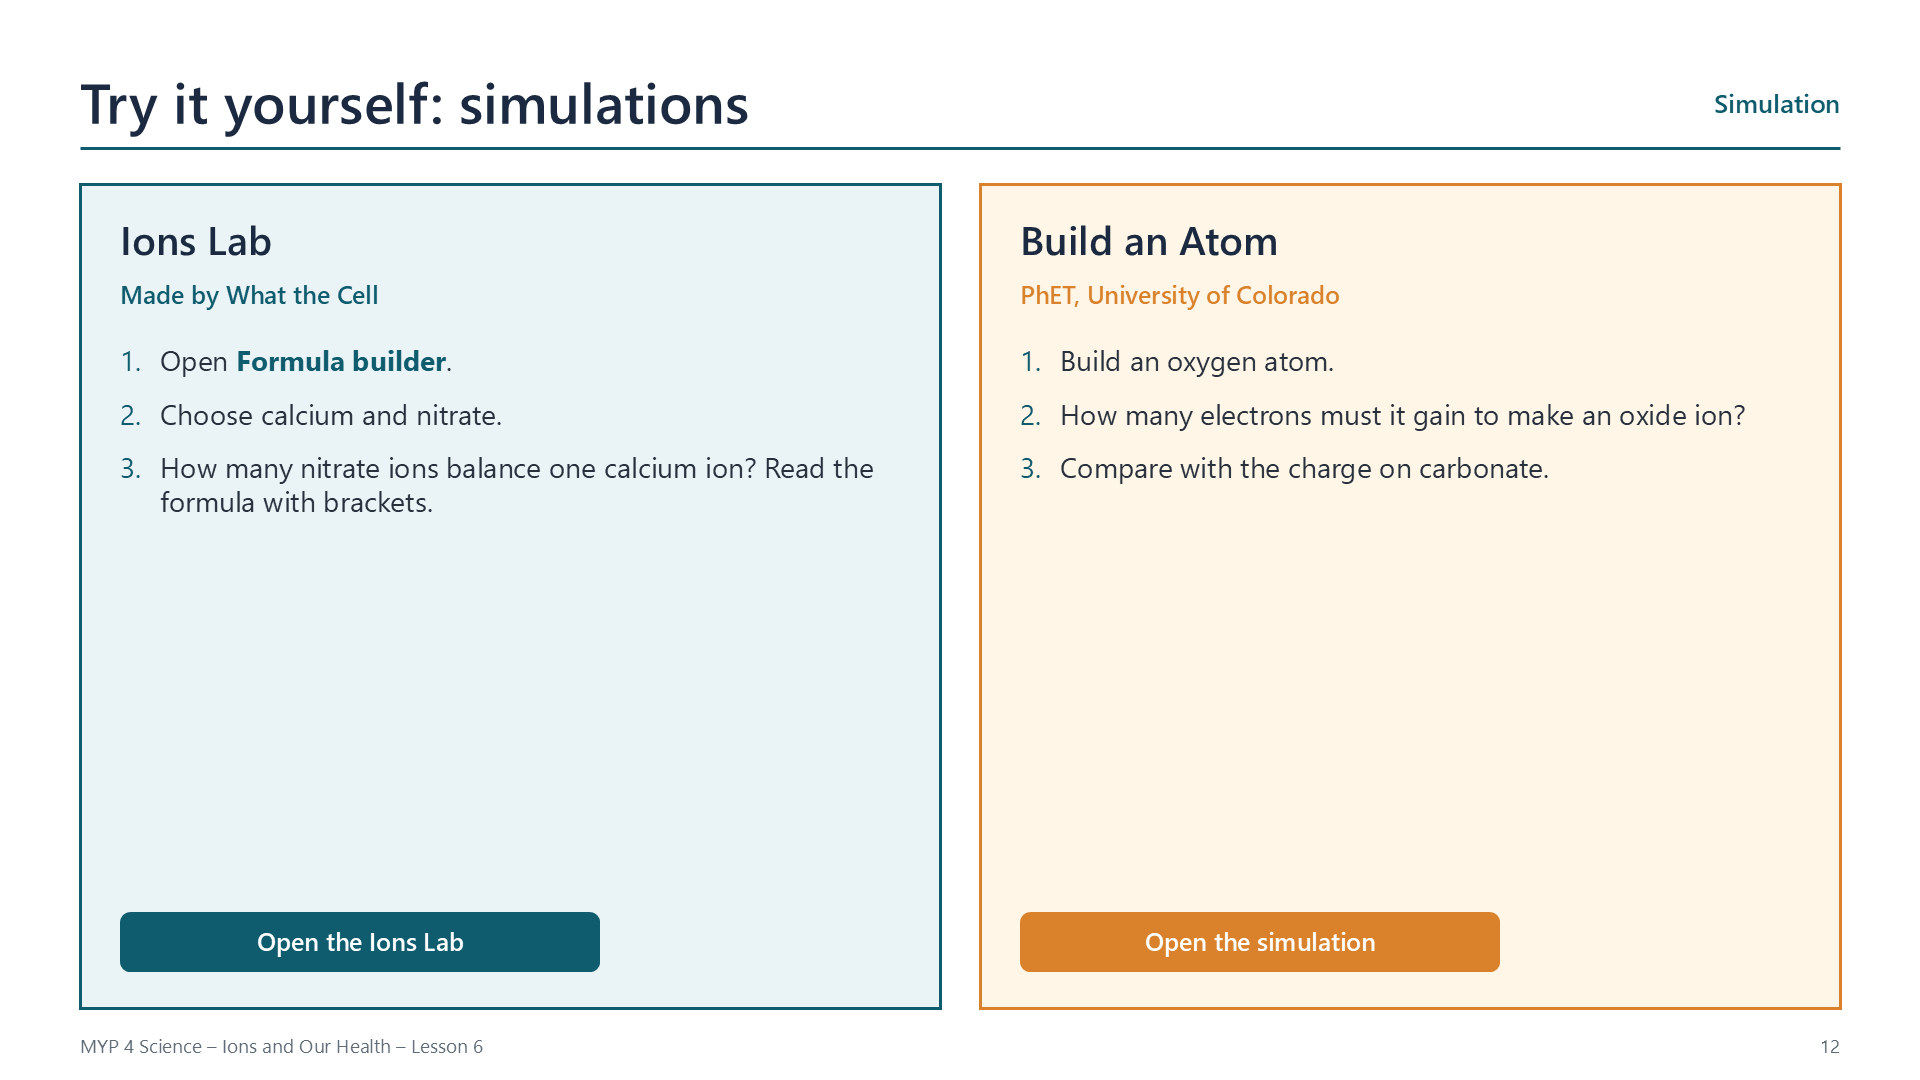 Try it yourself: simulations
Simulation
Ions Lab
Made by What the Cell
1. Open Formula builder.
2. Choose calcium and nitrate.
3. How many nitrate ions balance one calcium ion? Read the
formula with brackets.
Open the Ions Lab
Build an Atom
PhET, University of Colorado
1. Build an oxygen atom.
2. How many electrons must it gain to make an oxide ion?
3. Compare with the charge on carbonate.
Open the simulation
MYP 4 Science – Ions and Our Health – Lesson 6
12